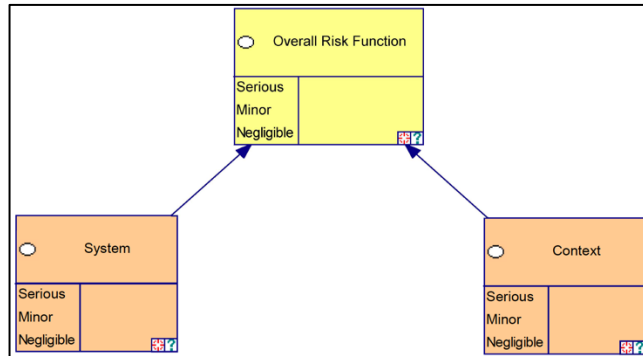 Overall Risk Function
Serious
Minor
Negligible
?
System
Serious
Minor
Negligible
?
Context
Serious
Minor
Negligible
?